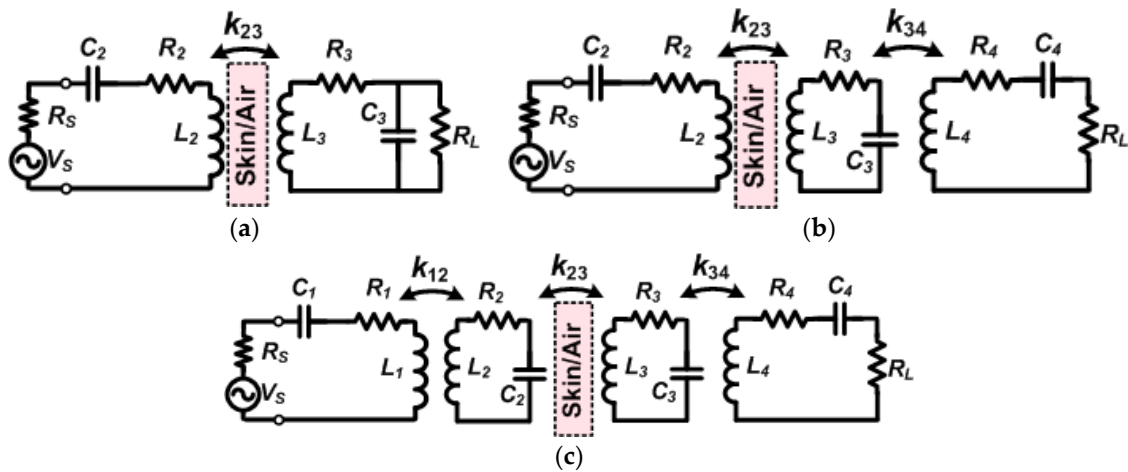 k23
C2 R2
RS
VS
L2
Skin/Air
L3
R3
C3
RL
(a)
k23 k34
C2 R2
RS
VS
L2
Skin/Air
R3
L3
C3
R4 C4
L4
RL
(b)
k12 k23 k34
C1 R1
RS
VS
L1
R2
L2
C2
Skin/Air
R3
L3
C3
R4 C4
L4
RL
(c)